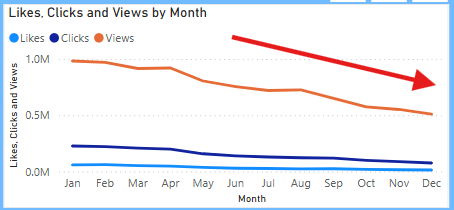 Likes, Clicks and Views by Month
Likes Clicks Views
Likes, Clicks and Views
1.0M
0.5M
0.0M
Jan Feb Mar Apr May Jun Jul Aug Sep Oct Nov Dec
Month